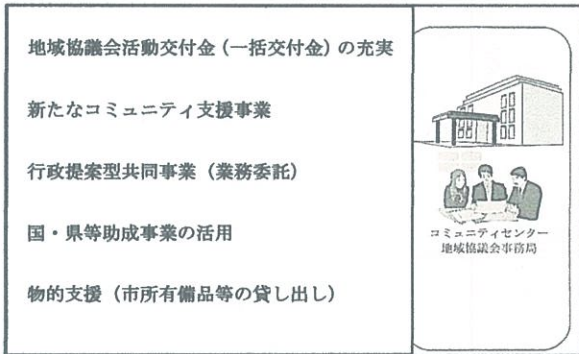 地域協議会活動交付金（一括交付金）の充実
新たなコミュニティ支援事業
行政提案型共同事業（業務委託）
国・県等助成事業の活用
物的支援（市所有備品等の貸し出し）
コミュニティセンター
地域協議会事務局